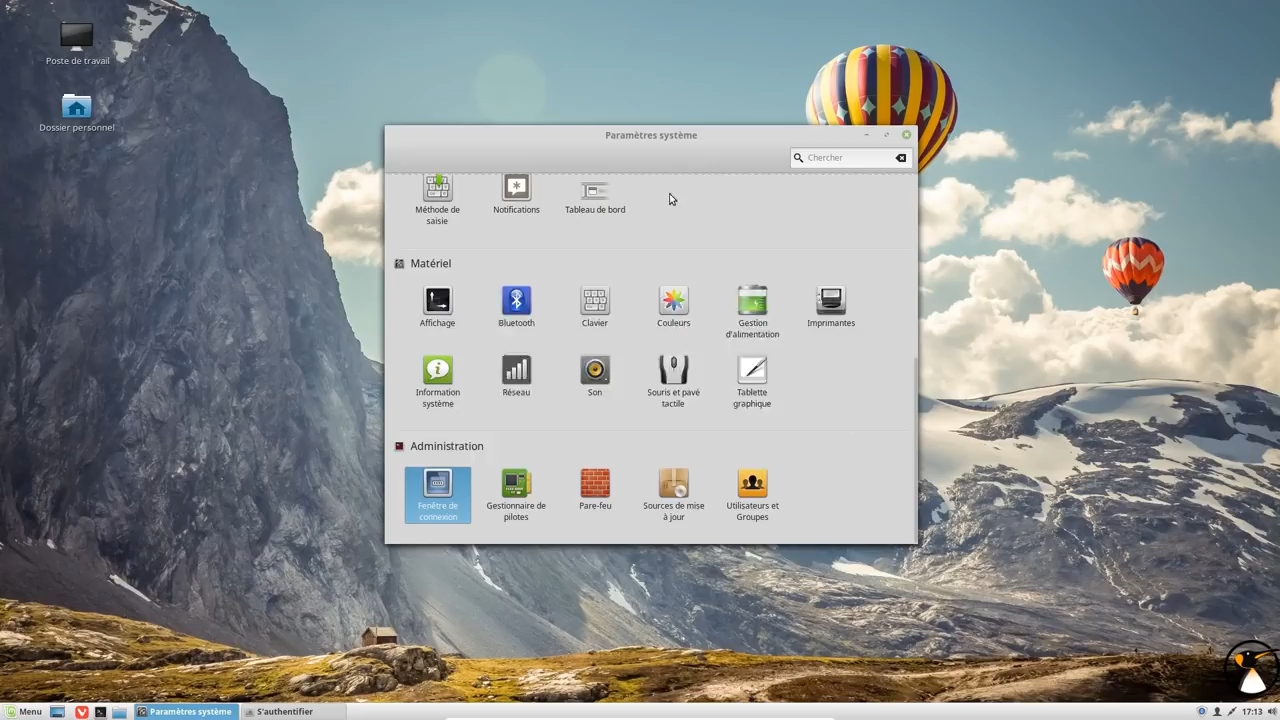 Poste de travail
Dossier personnel
Paramètres système
Chercher
Méthode de
saisie
Notifications
Tableau de bord
Matériel
Affichage
Bluetooth
Clavier
Couleurs
Gestion
d'alimentation
Imprimantes
Information
système
Réseau
Son
Souris et pavé
tactile
Tablette
graphique
Administration
Fenêtre de
connexion
Gestionnaire de
pilotes
Pare-feu
Sources de mise
à jour
Utilisateurs et
Groupes
Menu
Paramètres système
S'authentifier
17:13